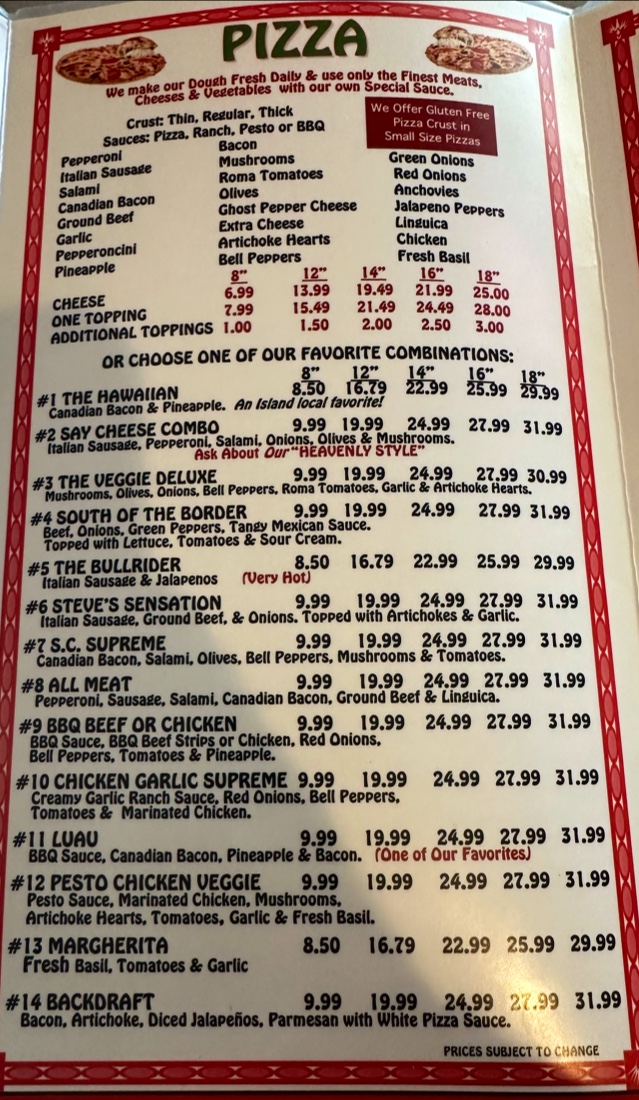 PIZZA
We make our Dough Fresh Daily & use only the Finest Meats,
Cheeses & Vegetables with our own Special Sauce.
Crust: Thin, Regular, Thick
Sauces: Pizza, Ranch, Pesto or BBQ
We Offer Gluten Free
Pizza Crust in
Small Size Pizzas
Pepperoni
Italian Sausage
Salami
Canadian Bacon
Ground Beef
Garlic
Pepperoncini
Pineapple
Bacon
Mushrooms
Roma Tomatoes
Olives
Ghost Pepper Cheese
Extra Cheese
Artichoke Hearts
Bell Peppers
Green Onions
Red Onions
Anchovies
Jalapeno Peppers
Linguica
Chicken
Fresh Basil
8" 12" 14" 16" 18"
CHEESE 6.99 13.99 19.49 21.99 25.00
ONE TOPPING 7.99 15.49 21.49 24.49 28.00
ADDITIONAL TOPPINGS 1.00 1.50 2.00 2.50 3.00
OR CHOOSE ONE OF OUR FAVORITE COMBINATIONS:
8" 12" 14" 16" 18"
#1 THE HAWAIIAN 8.50 16.79 22.99 25.99 29.99
Canadian Bacon & Pineapple. An Island local favorite!
#2 SAY CHEESE COMBO 9.99 19.99 24.99 27.99 31.99
Italian Sausage, Pepperoni, Salami, Onions, Olives & Mushrooms.
Ask About Our "HEAVENLY STYLE"
#3 THE VEGGIE DELUXE 9.99 19.99 24.99 27.99 30.99
Mushrooms, Olives, Onions, Bell Peppers, Roma Tomatoes, Garlic & Artichoke Hearts.
#4 SOUTH OF THE BORDER 9.99 19.99 24.99 27.99 31.99
Beef, Onions, Green Peppers, Tangy Mexican Sauce.
Topped with Lettuce, Tomatoes & Sour Cream.
#5 THE BULLRIDER 8.50 16.79 22.99 25.99 29.99
Italian Sausage & Jalapenos (Very Hot)
#6 STEVE'S SENSATION 9.99 19.99 24.99 27.99 31.99
Italian Sausage, Ground Beef, & Onions. Topped with Artichokes & Garlic.
#7 S.C. SUPREME 9.99 19.99 24.99 27.99 31.99
Canadian Bacon, Salami, Olives, Bell Peppers, Mushrooms & Tomatoes.
#8 ALL MEAT 9.99 19.99 24.99 27.99 31.99
Pepperoni, Sausage, Salami, Canadian Bacon, Ground Beef & Linguica.
#9 BBQ BEEF OR CHICKEN 9.99 19.99 24.99 27.99 31.99
BBQ Sauce, BBQ Beef Strips or Chicken, Red Onions,
Bell Peppers, Tomatoes & Pineapple.
#10 CHICKEN GARLIC SUPREME 9.99 19.99 24.99 27.99 31.99
Creamy Garlic Ranch Sauce, Red Onions, Bell Peppers,
Tomatoes & Marinated Chicken.
#11 LUAU 9.99 19.99 24.99 27.99 31.99
BBQ Sauce, Canadian Bacon, Pineapple & Bacon. (One of Our Favorites)
#12 PESTO CHICKEN VEGGIE 9.99 19.99 24.99 27.99 31.99
Pesto Sauce, Marinated Chicken, Mushrooms,
Artichoke Hearts, Tomatoes, Garlic & Fresh Basil.
#13 MARGHERITA 8.50 16.79 22.99 25.99 29.99
Fresh Basil, Tomatoes & Garlic
#14 BACKDRAFT 9.99 19.99 24.99 27.99 31.99
Bacon, Artichoke, Diced Jalapeños, Parmesan with White Pizza Sauce.
PRICES SUBJECT TO CHANGE